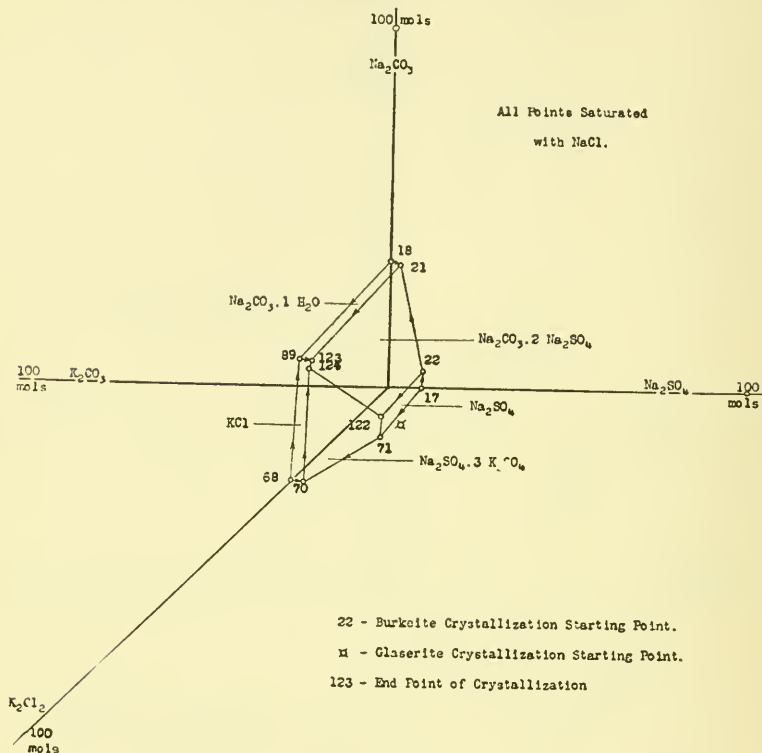 100 mols
Na₂CO₃
All Points Saturated
with NaCl.
18
21
Na₂CO₃.1 H₂O
Na₂CO₃.2 Na₂SO₄
89
123
124
22
100
mols
K₂CO₃
Na₂SO₄
100
mols
17
Na₂SO₄
KCl
122
71
Na₂SO₄.3
68
70
22 - Burkeite Crystallization Starting Point.
¤ - Glaserite Crystallization Starting Point.
123 - End Point of Crystallization
K₂Cl₂
100
mols